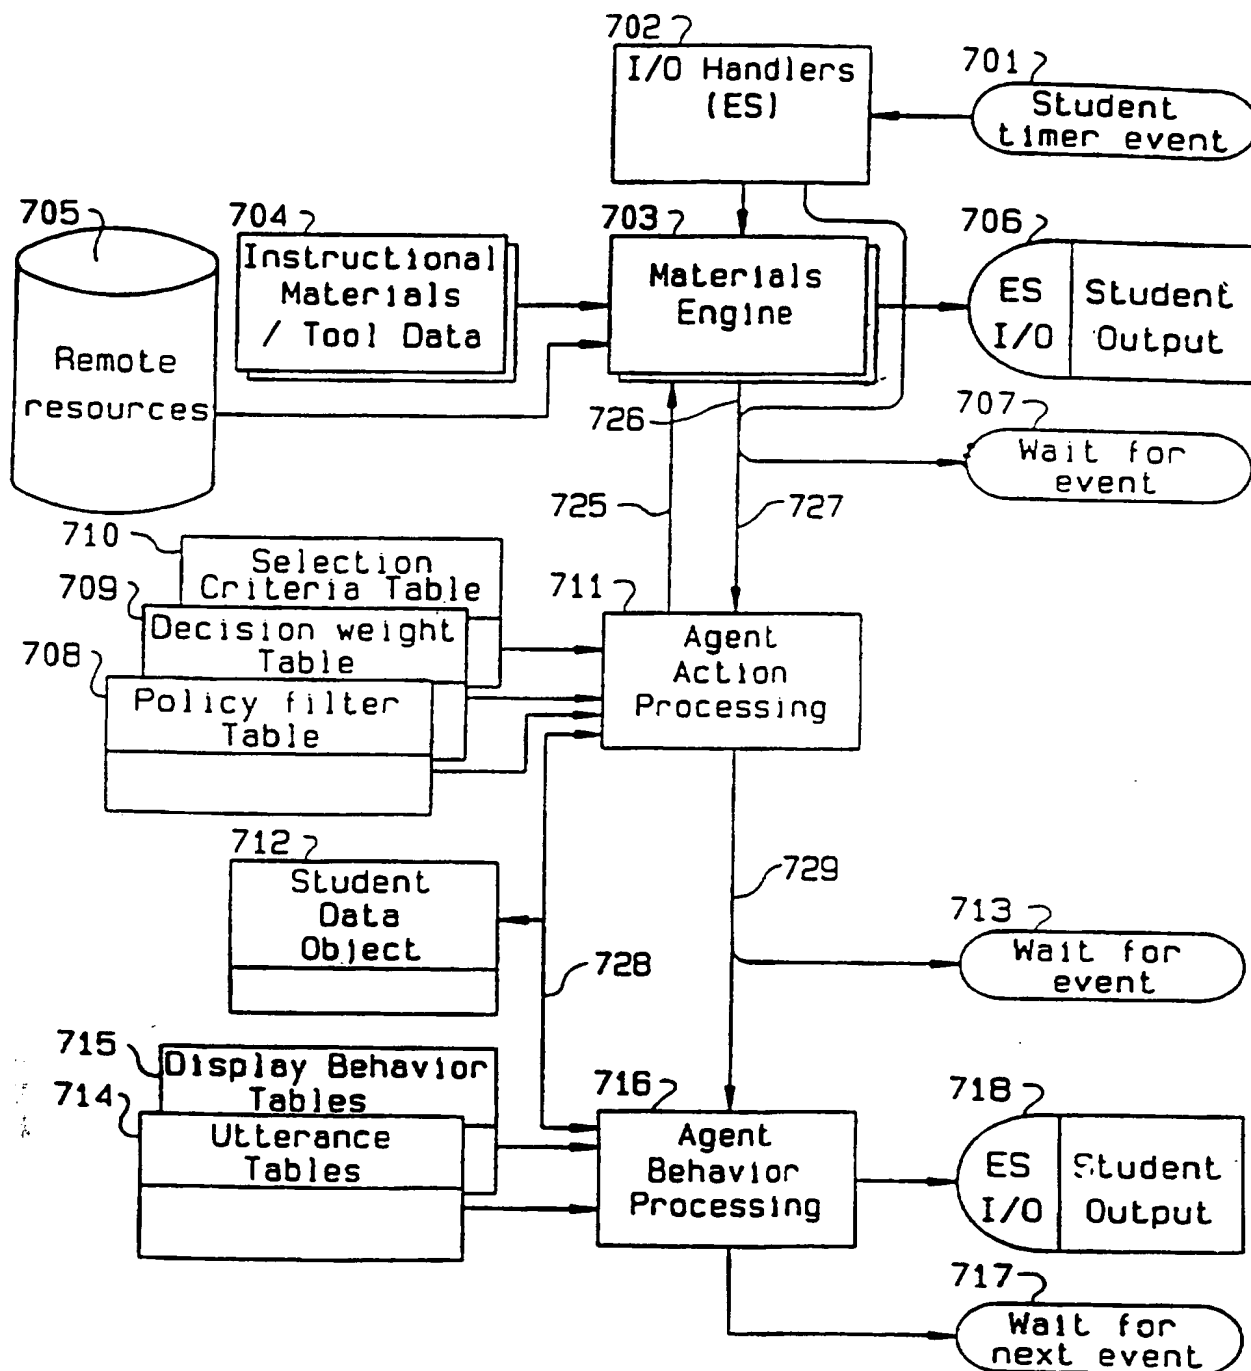 702
I/O Handlers
(ES)
701
Student
timer event
705
Remote
resources
704
Instructional
Materials
/ Tool Data
703
Materials
Engine
706
ES
I/O
Student
Output
726
707
Wait for
event
725
727
710
Selection
Criteria Table
709
Decision weight
Table
708
Policy filter
Table
711
Agent
Action
Processing
712
Student
Data
Object
728
729
713
Wait for
event
715
Display Behavior
Tables
714
Utterance
Tables
716
Agent
Behavior
Processing
718
ES
I/O
Student
Output
717
Wait for
next event